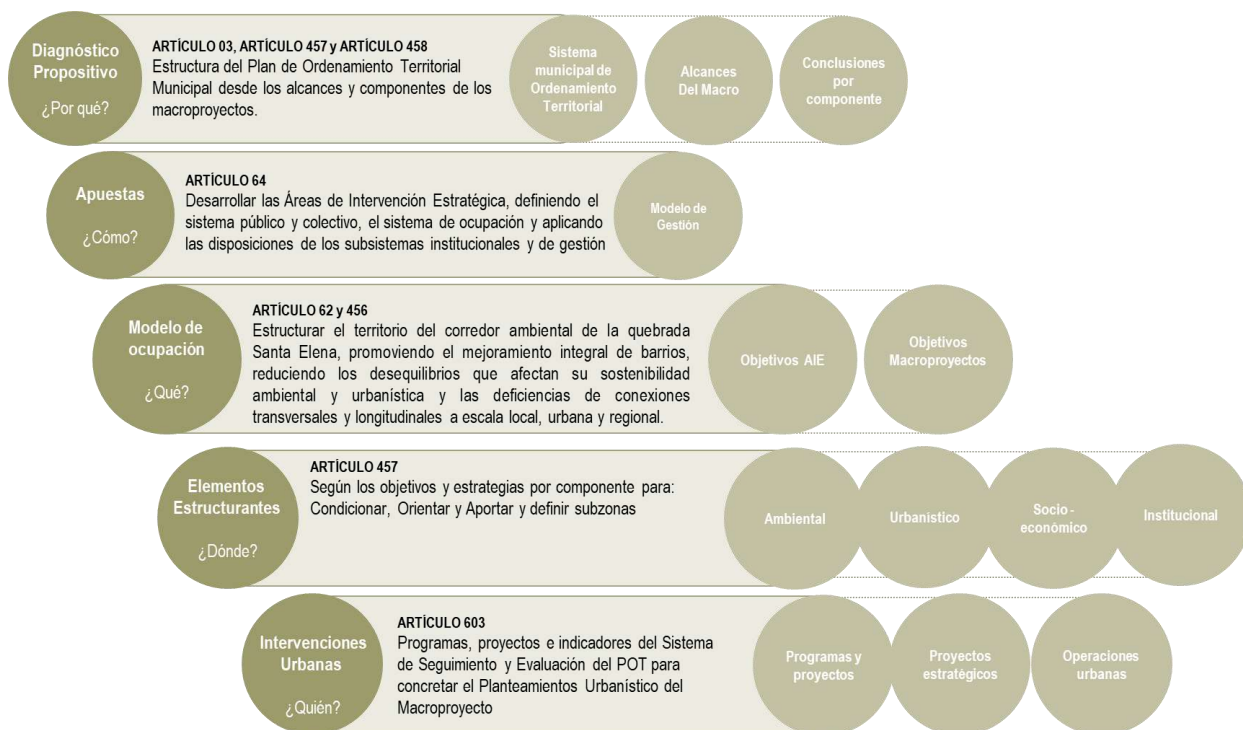 Diagnóstico
Propositivo
¿Por qué?
ARTÍCULO 03, ARTÍCULO 457 y ARTÍCULO 458
Estructura del Plan de Ordenamiento Territorial
Municipal desde los alcances y componentes de los
macroproyectos.
Sistema
municipal de
Ordenamiento
Territorial
Alcances
Del Macro
Conclusiones
por
componente
Apuestas
¿Cómo?
ARTÍCULO 64
Desarrollar las Áreas de Intervención Estratégica, definiendo el
sistema público y colectivo, el sistema de ocupación y aplicando
las disposiciones de los subsistemas institucionales y de gestión
Modelo de
Gestión
Modelo de
ocupación
¿Qué?
ARTÍCULO 62 y 456
Estructurar el territorio del corredor ambiental de la quebrada
Santa Elena, promoviendo el mejoramiento integral de barrios,
reduciendo los desequilibrios que afectan su sostenibilidad
ambiental y urbanística y las deficiencias de conexiones
transversales y longitudinales a escala local, urbana y regional.
Objetivos AIE
Objetivos
Macroproyectos
Elementos
Estructurantes
¿Dónde?
ARTÍCULO 457
Según los objetivos y estrategias por componente para:
Condicionar, Orientar y Aportar y definir subzonas
Ambiental
Urbanístico
Socio -
económico
Institucional
Intervenciones
Urbanas
¿Quién?
ARTÍCULO 603
Programas, proyectos e indicadores del Sistema
de Seguimiento y Evaluación del POT para
concretar el Planteamientos Urbanístico del
Macroproyecto
Programas y
proyectos
Proyectos
estratégicos
Operaciones
urbanas